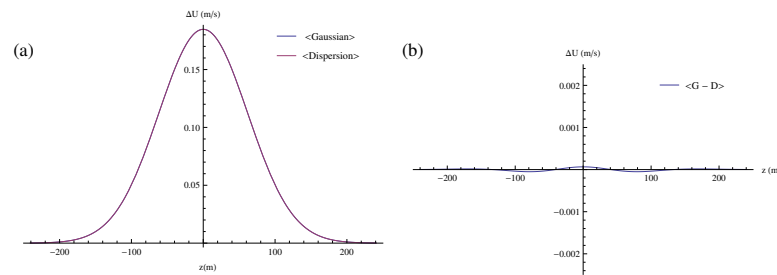 (a)
ΔU (m/s)
<Gaussian>
<Dispersion>
0.15
0.10
0.05
−200
−100
100
200
z(m)
(b)
ΔU (m/s)
<G − D>
0.002
0.001
−200
−100
100
200
z (m
−0.001
−0.002